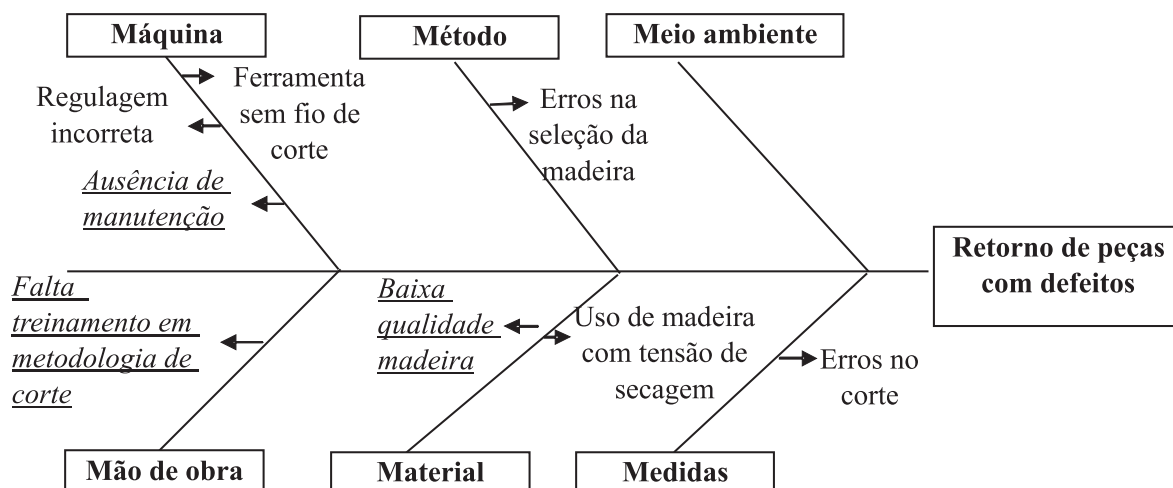 Máquina
Método
Meio ambiente
Ferramenta
sem fio de
corte
Regulagem
incorreta
Ausência de
manutenção
Erros na
seleção da
madeira
Retorno de peças
com defeitos
Falta
treinamento em
metodologia de
corte
Baixa
qualidade
madeira
Uso de madeira
com tensão de
secagem
Erros no
corte
Mão de obra
Material
Medidas